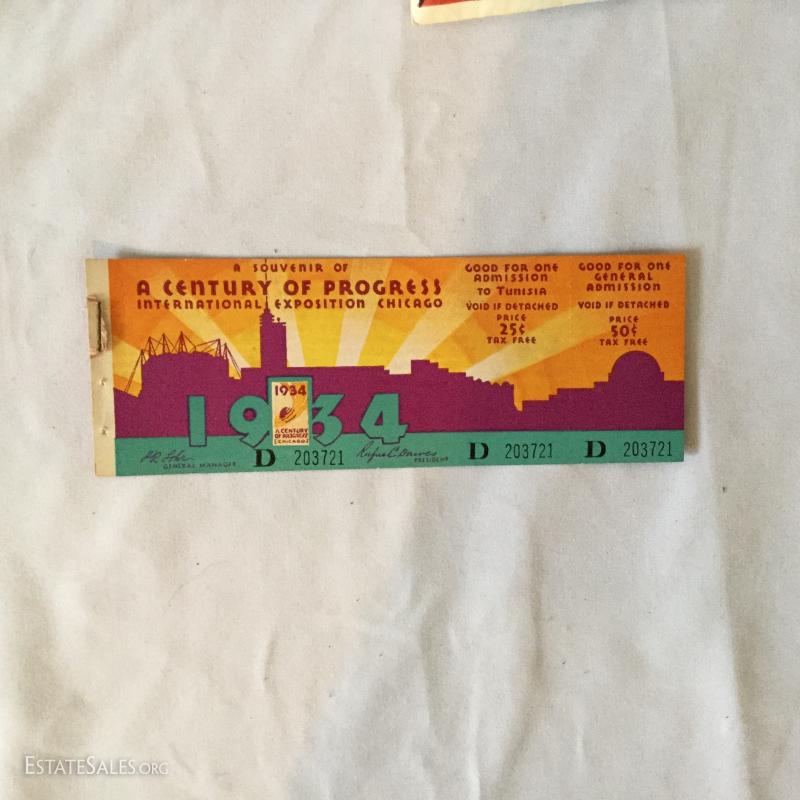 A SOUVENIR OF
A CENTURY OF PROGRESS
INTERNATIONAL EXPOSITION CHICAGO
GOOD FOR ONE
ADMISSION
TO TUNISIA
VOID IF DETACHED
PRICE
25¢
TAX FREE
GOOD FOR ONE
GENERAL
ADMISSION
VOID IF DETACHED
PRICE
50¢
TAX FREE
1934
1934
A CENTURY
OF PROGRESS
CHICAGO
GENERAL MANAGER
D 203721
Rufus C. Dawes
PRESIDENT
D 203721
D 203721
ESTATESALES.ORG